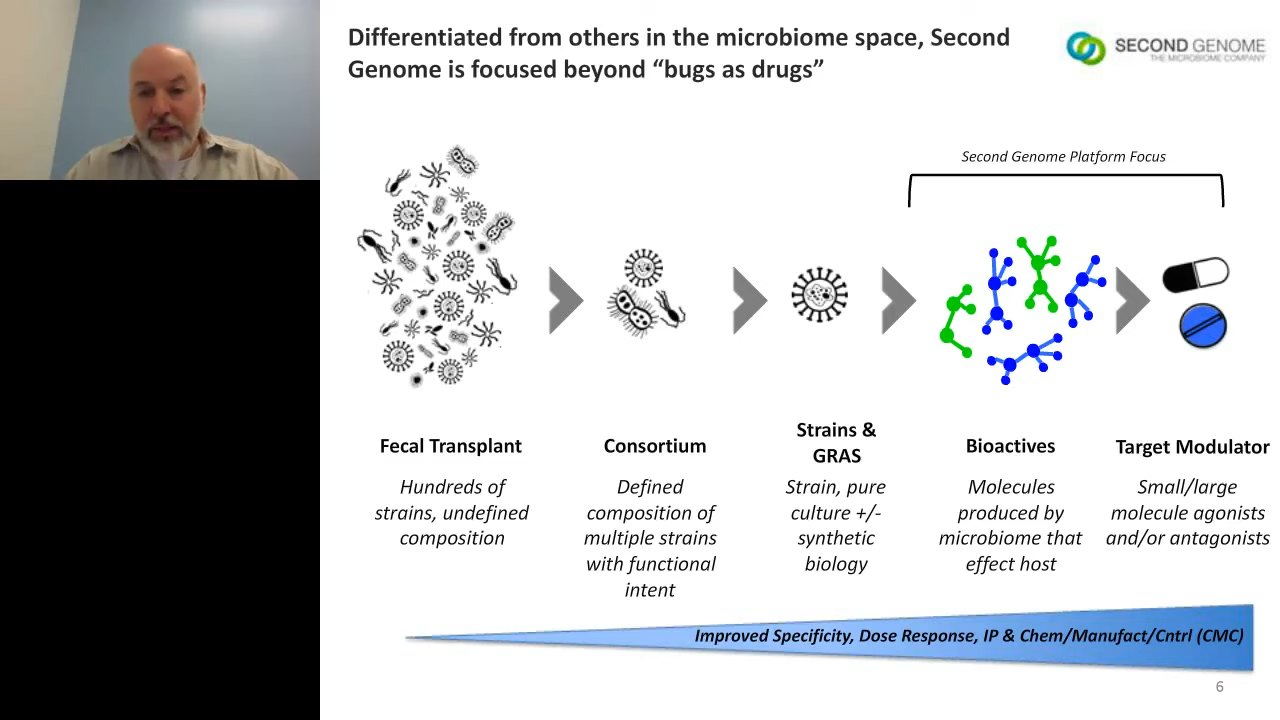 Differentiated from others in the microbiome space, Second
Genome is focused beyond “bugs as drugs”
SECOND GENOME
THE MICROBIOME COMPANY
Second Genome Platform Focus
Fecal Transplant
Hundreds of
strains, undefined
composition
Consortium
Defined
composition of
multiple strains
with functional
intent
Strains &
GRAS
Strain, pure
culture +/-
synthetic
biology
Bioactives
Molecules
produced by
microbiome that
effect host
Target Modulator
Small/large
molecule agonists
and/or antagonists
Improved Specificity, Dose Response, IP & Chem/Manufact/Cntrl (CMC)
6